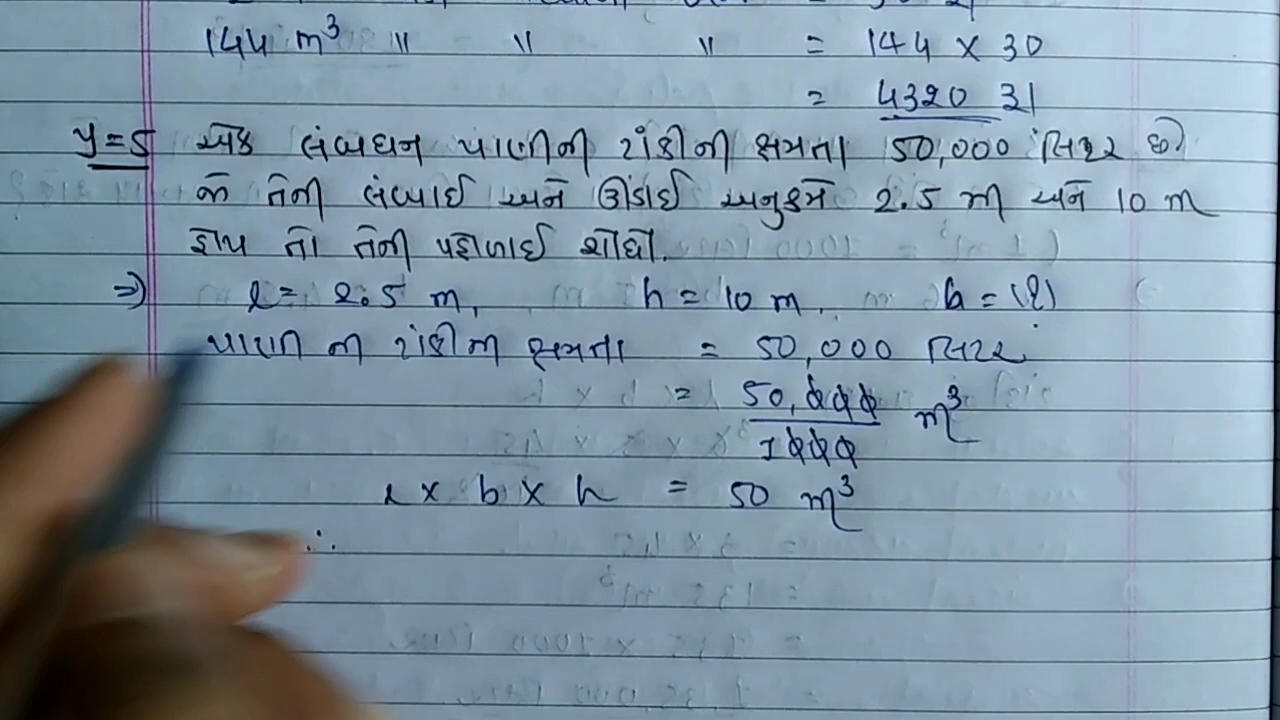 144 m³ " " " = 144 × 30
= 4320 રૂ
પ્ર=5 એક લંબઘન પાણીની ટાંકીની ક્ષમતા 50,000 લિટર છે.
જો તેની લંબાઈ અને ઊંડાઈ અનુક્રમે 2.5 મી અને 10 m
હોય તો તેની પહોળાઈ શોધો.
⇒ l = 2.5 m, h = 10 m, b = (?)
પાણી ની ટાંકીની ક્ષમતા = 50,000 લિટર
= 50,000/1000 m³
l × b × h = 50 m³
∴